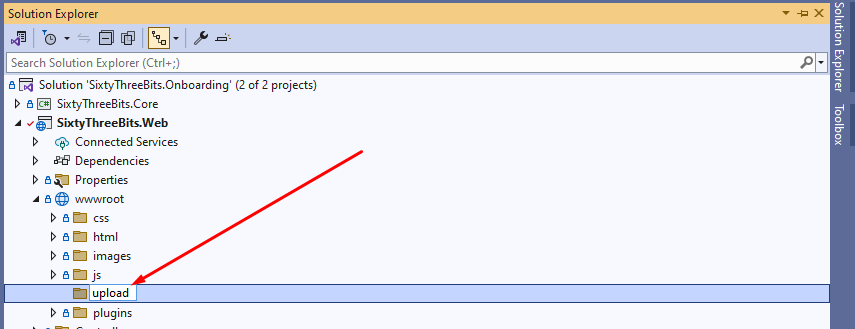 Solution Explorer
Search Solution Explorer (Ctrl+;)
Solution 'SixtyThreeBits.Onboarding' (2 of 2 projects)
C# SixtyThreeBits.Core
SixtyThreeBits.Web
Connected Services
Dependencies
Properties
wwwroot
css
html
images
js
upload
plugins
Solution Explorer
Toolbox